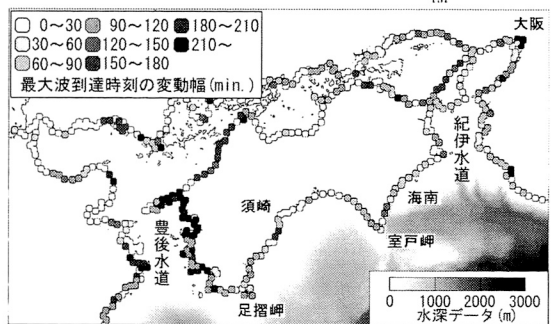 0～30 90～120 180～210
30～60 120～150 210～
60～90 150～180
最大波到達時刻の変動幅(min.)
大阪
紀伊水道
海南
須崎
室戸岬
豊後水道
足摺岬
0 1000 2000 3000
水深データ(m)